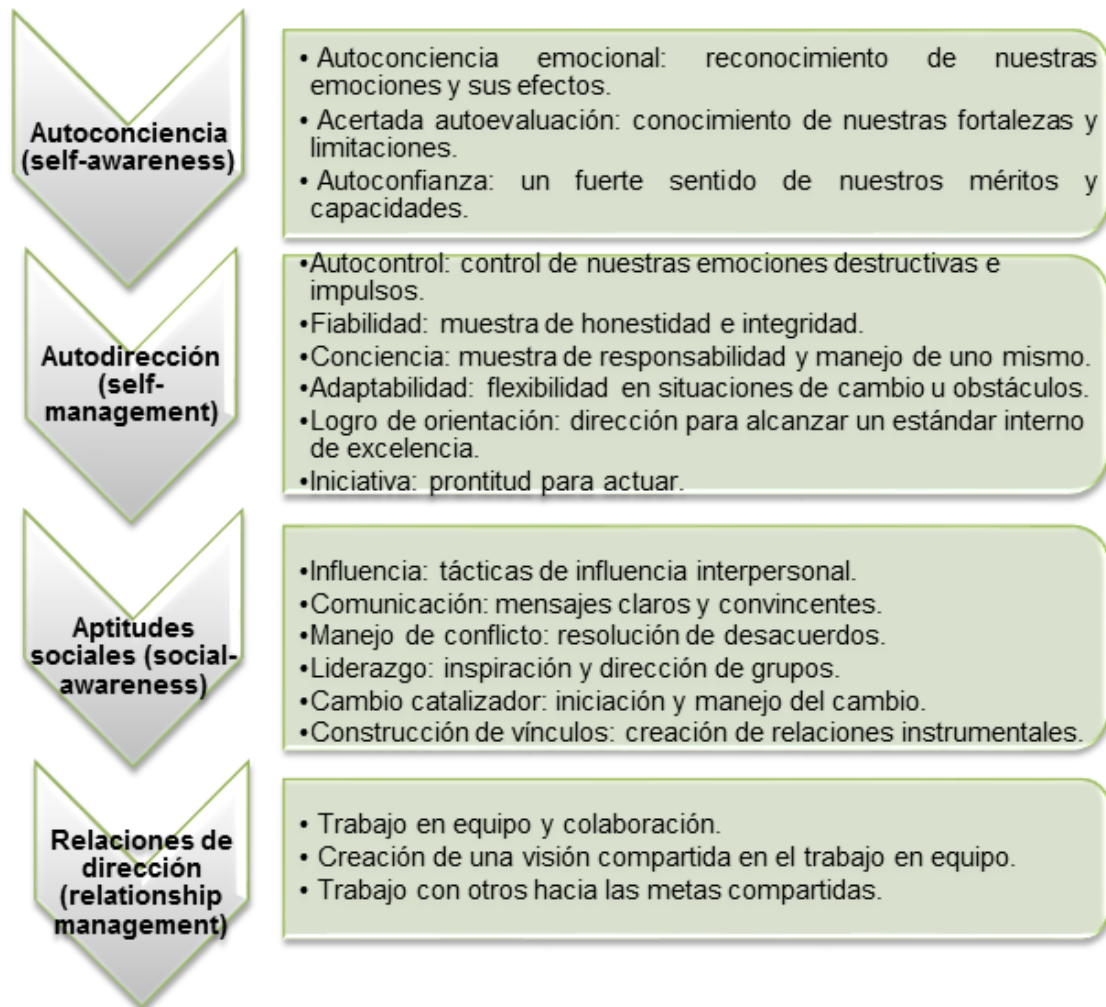 Autoconciencia
(self-awareness)
• Autoconciencia emocional: reconocimiento de nuestras
emociones y sus efectos.
• Acertada autoevaluación: conocimiento de nuestras fortalezas y
limitaciones.
• Autoconfianza: un fuerte sentido de nuestros méritos y
capacidades.
Autodirección
(self-
management)
•Autocontrol: control de nuestras emociones destructivas e
impulsos.
•Fiabilidad: muestra de honestidad e integridad.
•Conciencia: muestra de responsabilidad y manejo de uno mismo.
•Adaptabilidad: flexibilidad en situaciones de cambio u obstáculos.
•Logro de orientación: dirección para alcanzar un estándar interno
de excelencia.
•Iniciativa: prontitud para actuar.
Aptitudes
sociales (social-
awareness)
•Influencia: tácticas de influencia interpersonal.
•Comunicación: mensajes claros y convincentes.
•Manejo de conflicto: resolución de desacuerdos.
•Liderazgo: inspiración y dirección de grupos.
•Cambio catalizador: iniciación y manejo del cambio.
•Construcción de vínculos: creación de relaciones instrumentales.
Relaciones de
dirección
(relationship
management)
• Trabajo en equipo y colaboración.
• Creación de una visión compartida en el trabajo en equipo.
• Trabajo con otros hacia las metas compartidas.